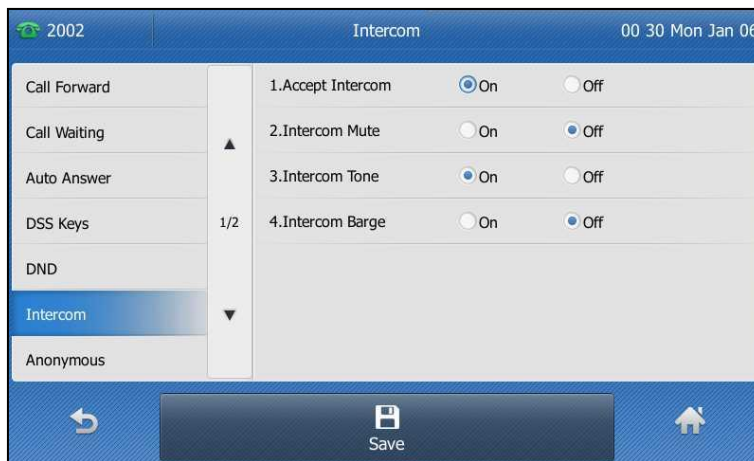 2002 Intercom 00 30 Mon Jan 06
Call Forward
Call Waiting
Auto Answer
DSS Keys
DND
Intercom
Anonymous
1/2
1.Accept Intercom On Off
2.Intercom Mute On Off
3.Intercom Tone On Off
4.Intercom Barge On Off
Save